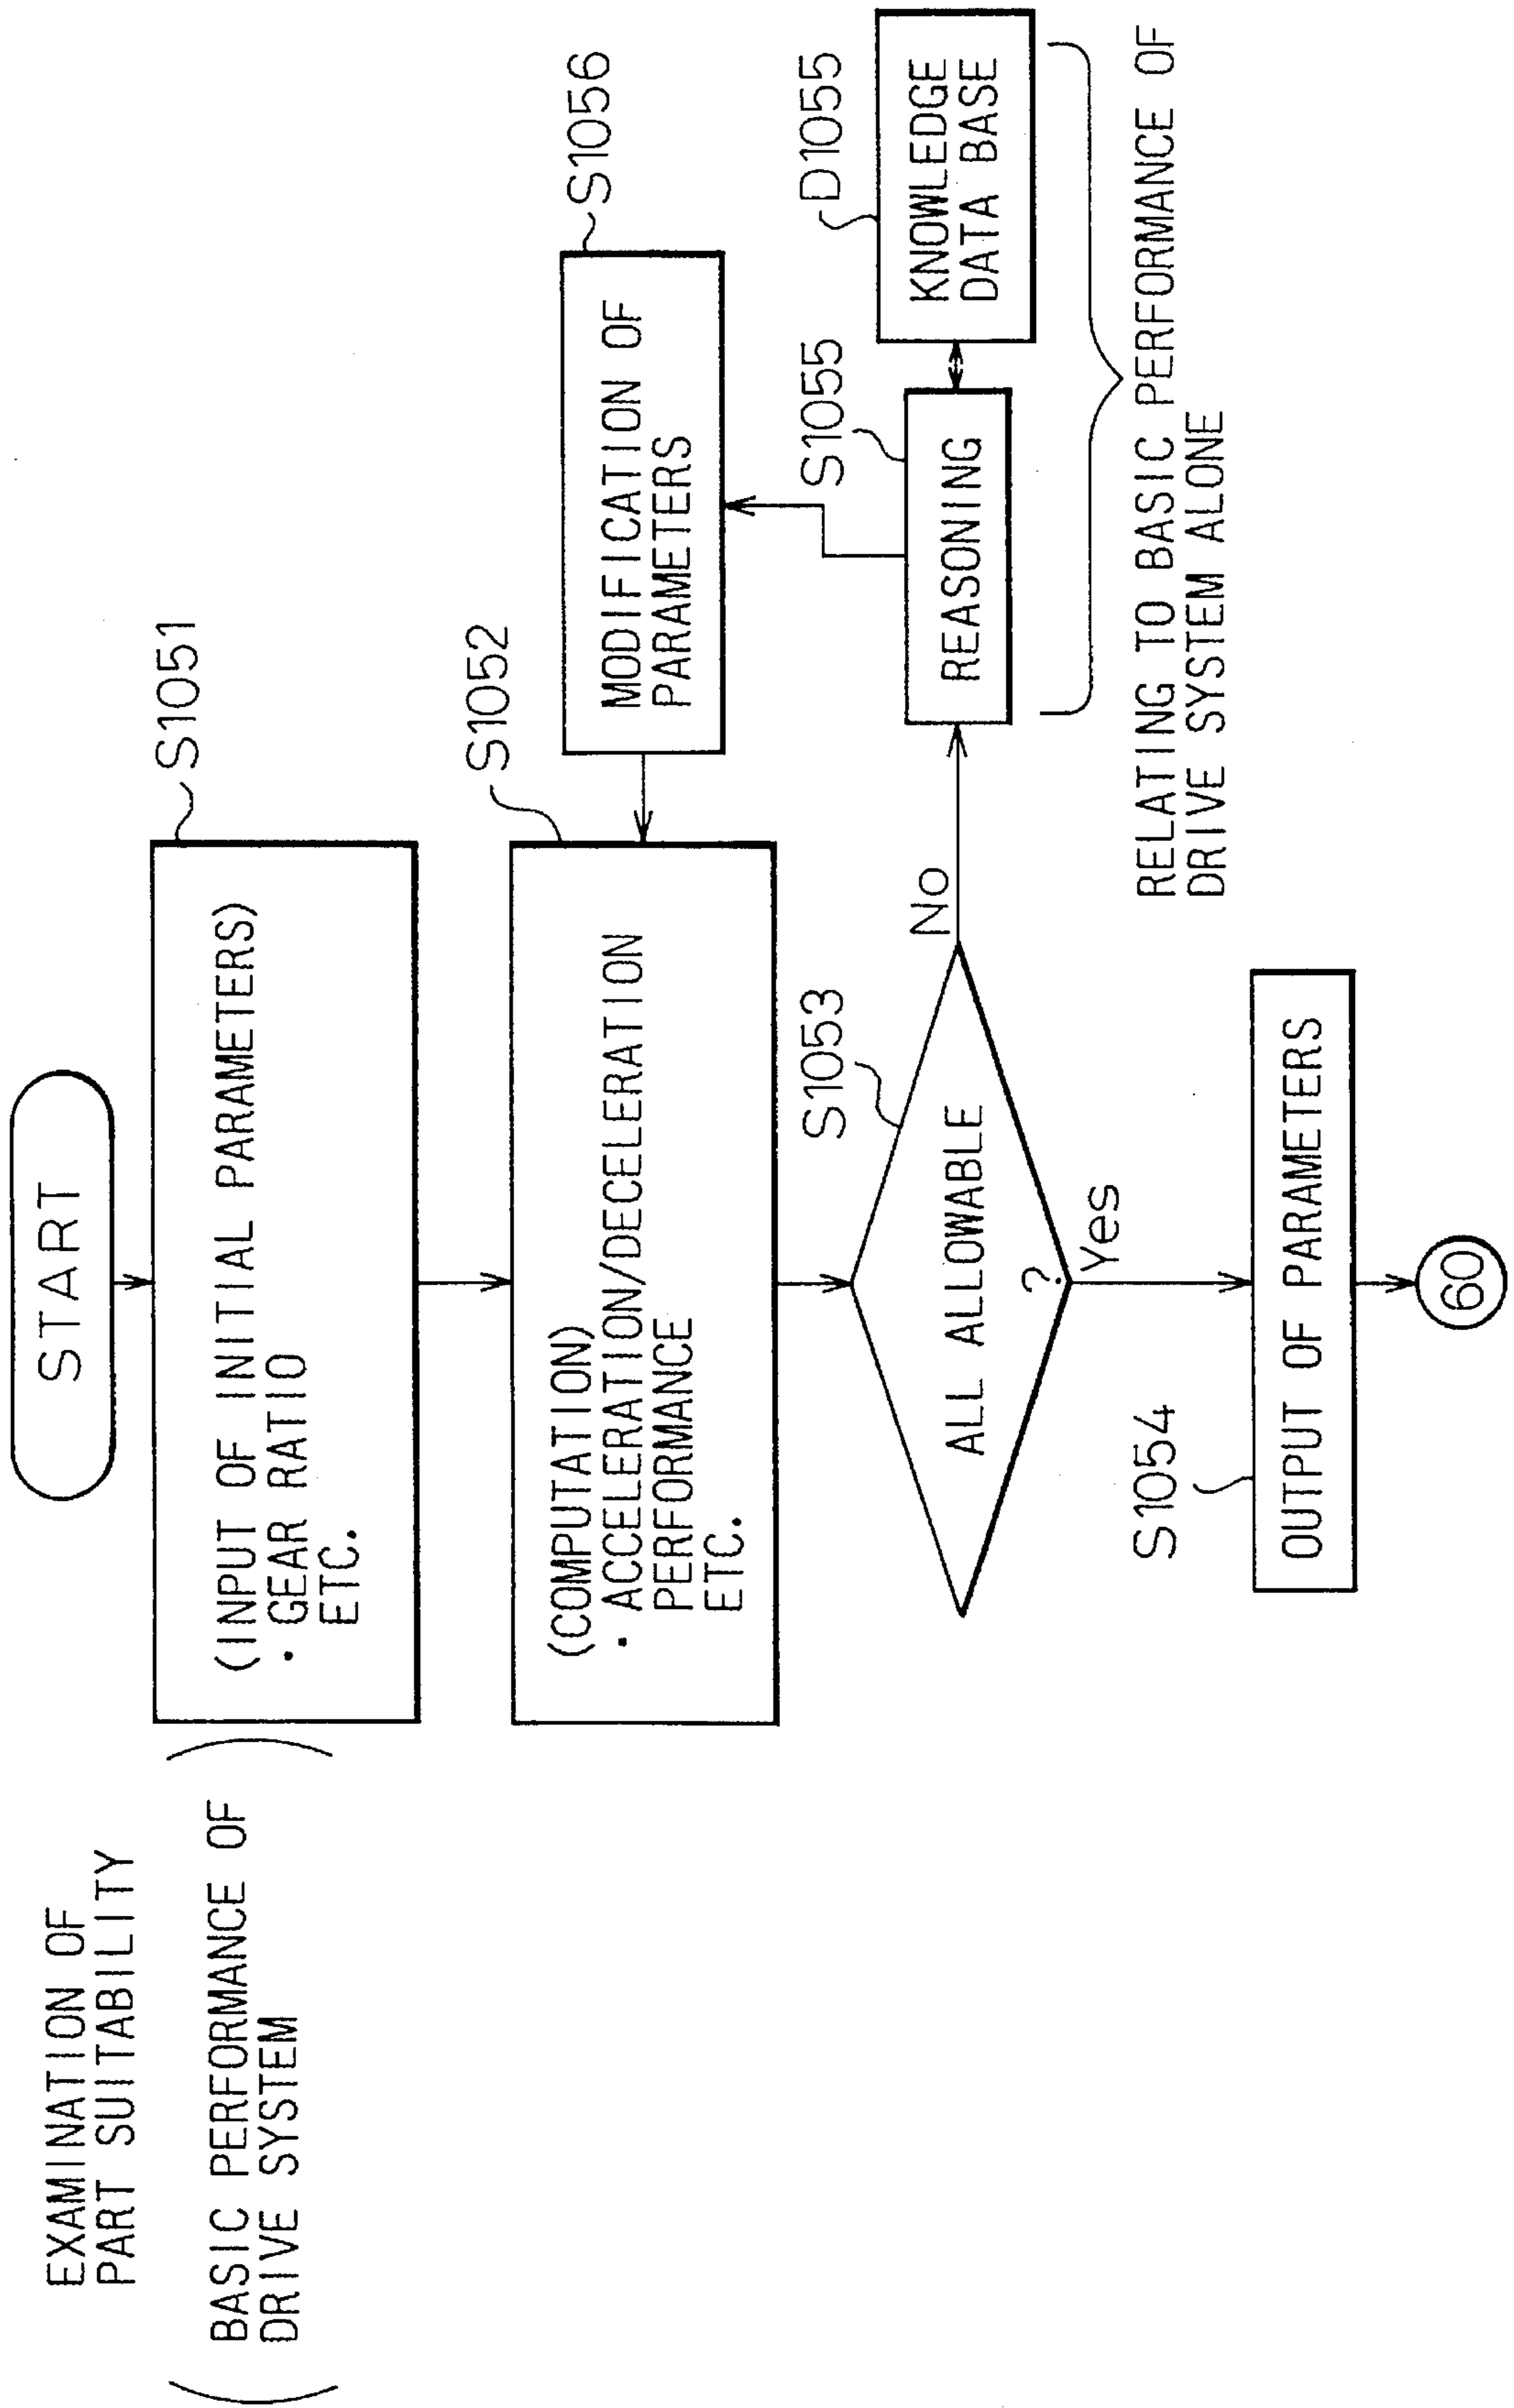 EXAMINATION OF
PART SUITABILITY
(BASIC PERFORMANCE OF
DRIVE SYSTEM)
START
S1051
(INPUT OF INITIAL PARAMETERS)
· GEAR RATIO
ETC.
S1052
(COMPUTATION)
· ACCELERATION/DECELERATION
PERFORMANCE
ETC.
S1056
MODIFICATION OF
PARAMETERS
S1053
ALL ALLOWABLE
?
No
Yes
S1055
REASONING
D1055
KNOWLEDGE
DATA BASE
RELATING TO BASIC PERFORMANCE OF
DRIVE SYSTEM ALONE
S1054
OUTPUT OF PARAMETERS
60